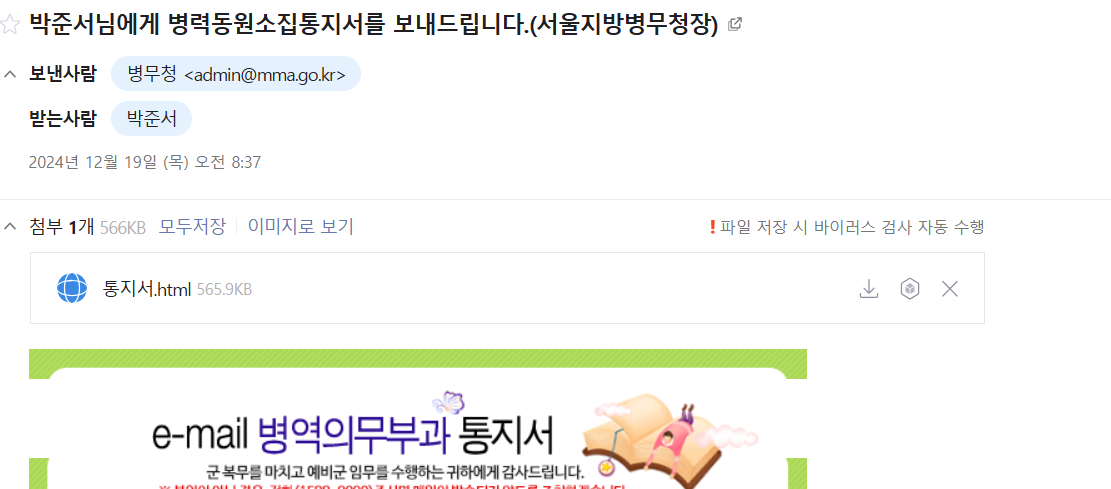 박준서님에게 병력동원소집통지서를 보내드립니다.(서울지방병무청장)
보낸사람 병무청 <admin@mma.go.kr>
받는사람 박준서
2024년 12월 19일 (목) 오전 8:37
첨부 1개 566KB 모두저장 이미지로 보기 ! 파일 저장 시 바이러스 검사 자동 수행
통지서.html 565.9KB
e-mail 병역의무부과 통지서
군 복무를 마치고 예비군 임무를 수행하는 귀하에게 감사드립니다.